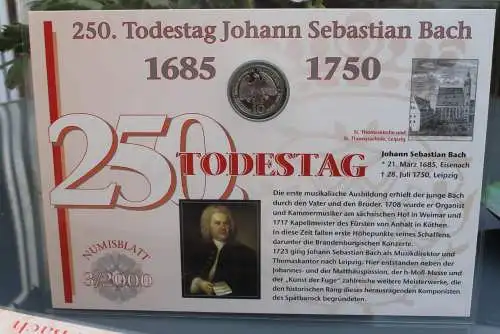 250. Todestag Johann Sebastian Bach
1685
1750
10
St. Thomaskirche und
St. Thomasschule, Leipzig
250.
TODESTAG
Johann Sebastian Bach
* 21. März 1685, Eisenach
† 28. Juli 1750, Leipzig
Die erste musikalische Ausbildung erhielt der junge Bach
durch den Vater und den Bruder. 1708 wurde er Organist
und Kammermusiker am sächsischen Hof in Weimar und
1717 Kapellmeister des Fürsten von Anhalt in Köthen.
In diese Zeit fallen erste Höhepunkte seines Schaffens,
darunter die Brandenburgischen Konzerte.
1723 ging Johann Sebastian Bach als Musikdirektor und
Thomaskantor nach Leipzig. Hier entstanden neben der
Johannes- und der Matthäuspassion, der h-Moll-Messe und
der „Kunst der Fuge" zahlreiche weitere Meisterwerke, die
den historischen Rang dieses herausragenden Komponisten
des Spätbarock begründeten.
NUMISBLATT
3/2000